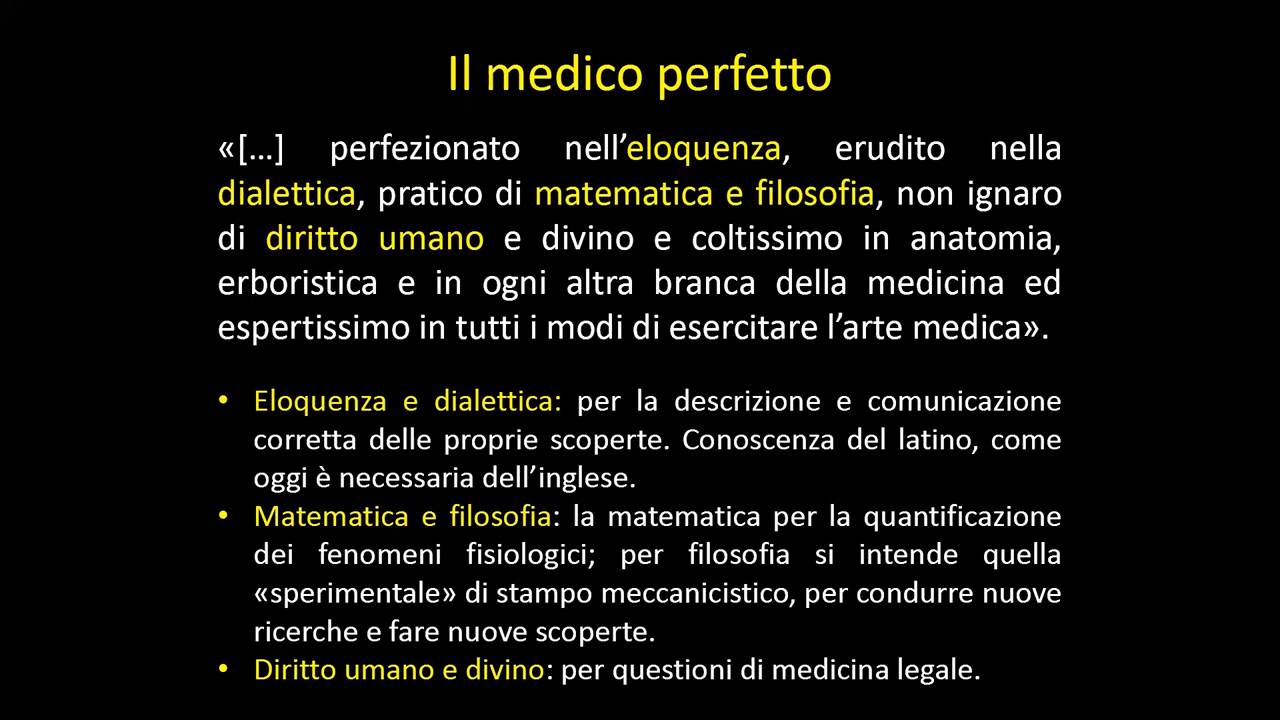 Il medico perfetto
«[…] perfezionato nell’eloquenza, erudito nella
dialettica, pratico di matematica e filosofia, non ignaro
di diritto umano e divino e coltissimo in anatomia,
erboristica e in ogni altra branca della medicina ed
espertissimo in tutti i modi di esercitare l’arte medica».
• Eloquenza e dialettica: per la descrizione e comunicazione
corretta delle proprie scoperte. Conoscenza del latino, come
oggi è necessaria dell’inglese.
• Matematica e filosofia: la matematica per la quantificazione
dei fenomeni fisiologici; per filosofia si intende quella
«sperimentale» di stampo meccanicistico, per condurre nuove
ricerche e fare nuove scoperte.
• Diritto umano e divino: per questioni di medicina legale.